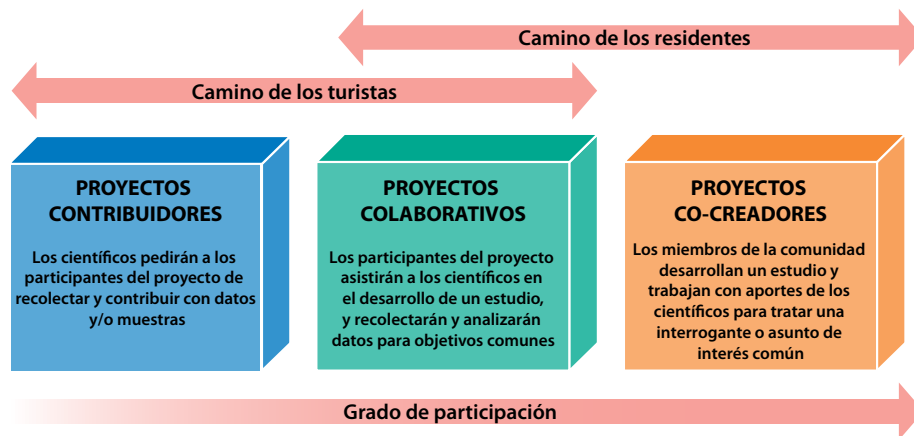 Camino de los residentes
Camino de los turistas
PROYECTOS
CONTRIBUIDORES
Los científicos pedirán a los
participantes del proyecto de
recolectar y contribuir con datos
y/o muestras
PROYECTOS
COLABORATIVOS
Los participantes del proyecto
asistirán a los científicos en
el desarrollo de un estudio,
y recolectarán y analizarán
datos para objetivos comunes
PROYECTOS
CO-CREADORES
Los miembros de la comunidad
desarrollan un estudio y
trabajan con aportes de los
científicos para tratar una
interrogante o asunto de
interés común
Grado de participación